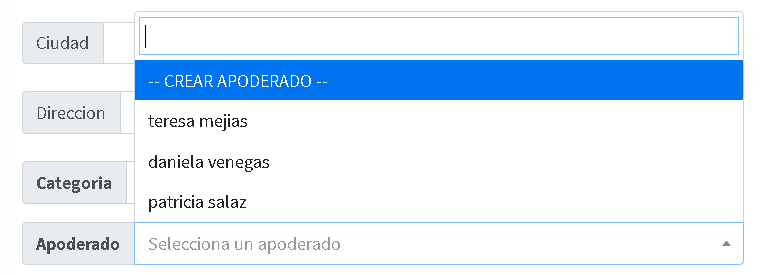 Ciudad
-- CREAR APODERADO --
Direccion
teresa mejias
daniela venegas
Categoria
patricia salaz
Apoderado
Selecciona un apoderado